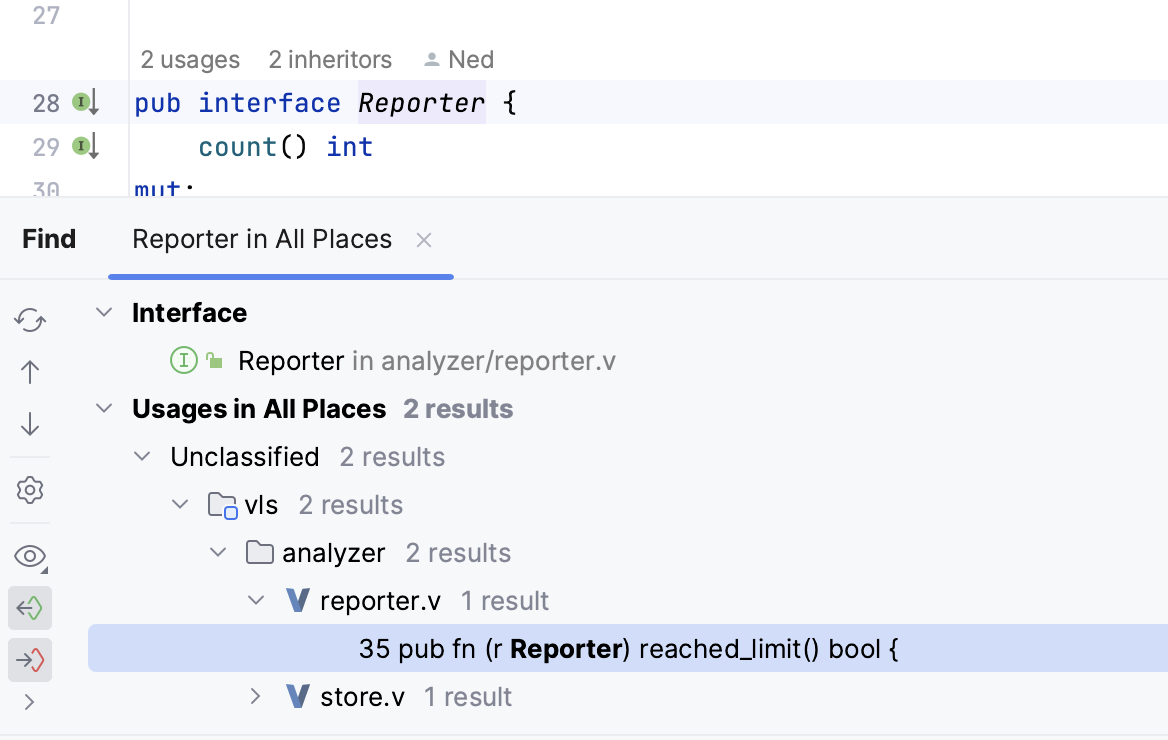 27
2 usages 2 inheritors Ned
28 pub interface Reporter {
29 count() int
30 mut:
Find Reporter in All Places
Interface
Reporter in analyzer/reporter.v
Usages in All Places 2 results
Unclassified 2 results
vls 2 results
analyzer 2 results
reporter.v 1 result
35 pub fn (r Reporter) reached_limit() bool {
store.v 1 result